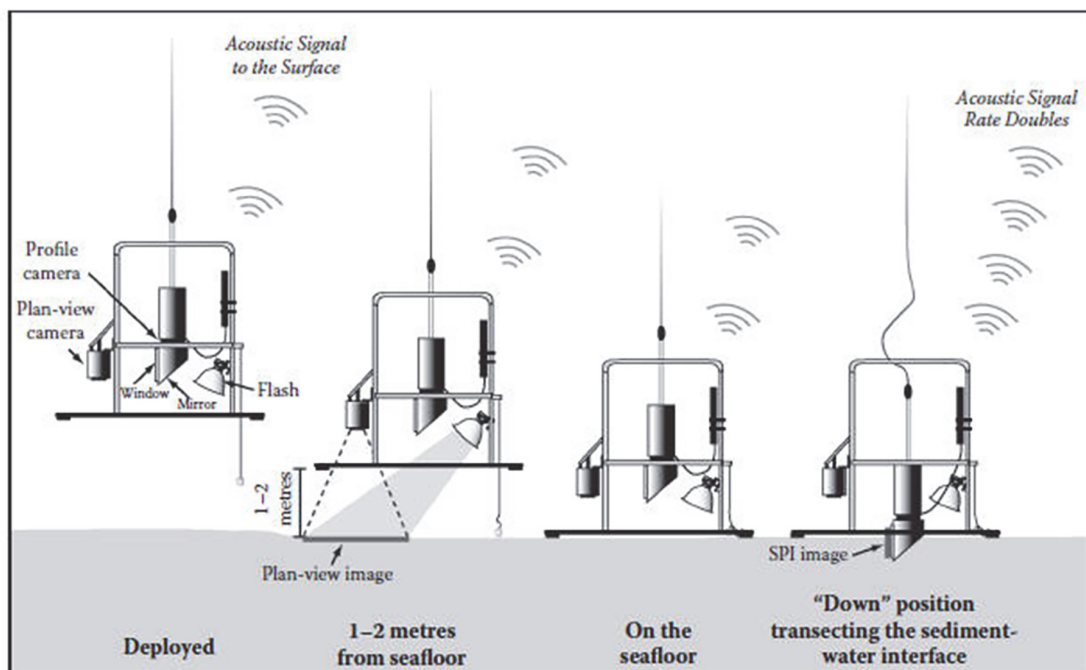 Acoustic Signal
to the Surface
Acoustic Signal
Rate Doubles
Profile
camera
Plan-view
camera
Window
Mirror
Flash
1–2
metres
Plan-view image
SPI image
Deployed
1–2 metres
from seafloor
On the
seafloor
“Down” position
transecting the sediment-
water interface